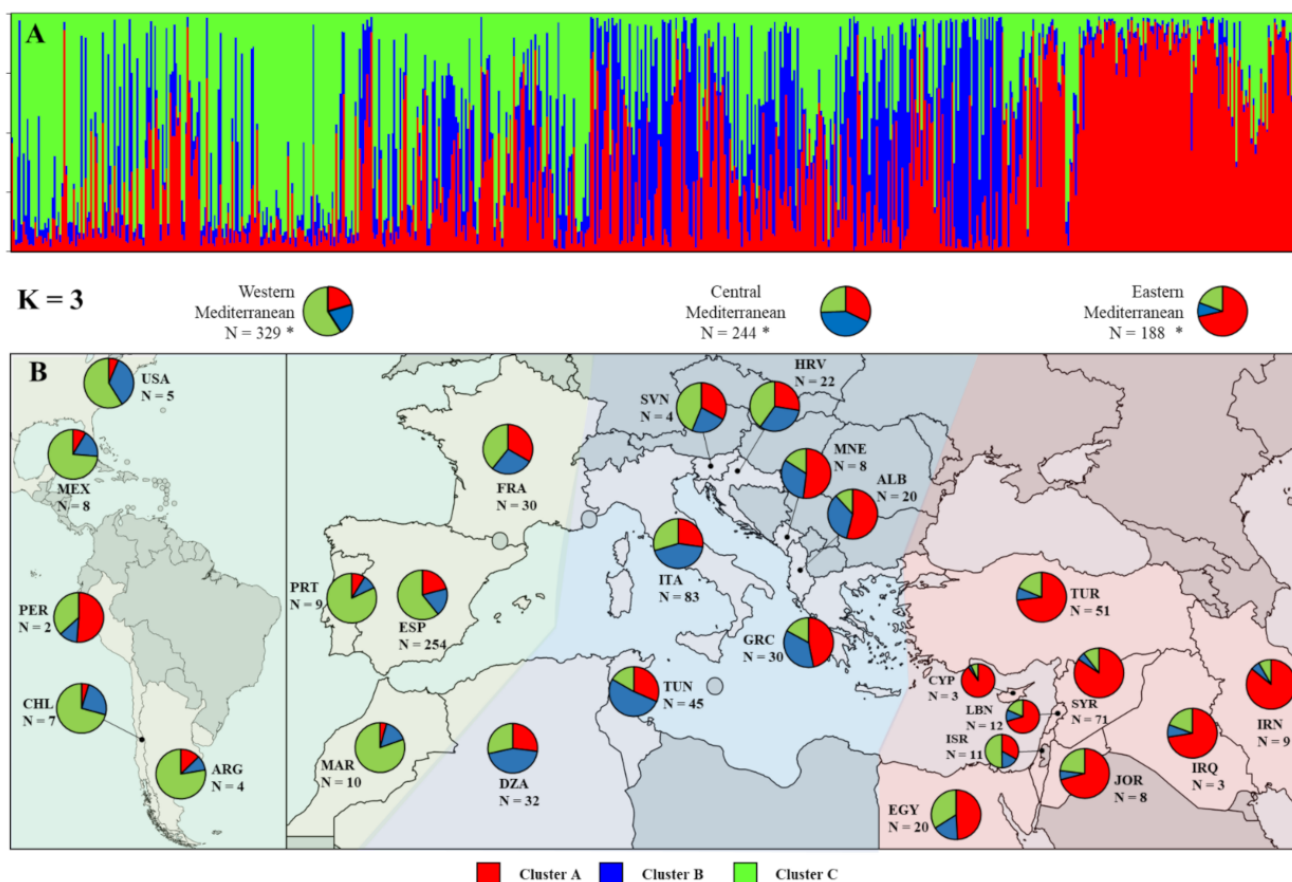 A
K = 3
Western
Mediterranean
N = 329 *
Central
Mediterranean
N = 244 *
Eastern
Mediterranean
N = 188 *
B
USA
N = 5
MEX
N = 8
PER
N = 2
CHL
N = 7
ARG
N = 4
FRA
N = 30
PRT
N = 9
ESP
N = 254
MAR
N = 10
DZA
N = 32
SVN
N = 4
HRV
N = 22
MNE
N = 8
ALB
N = 20
ITA
N = 83
GRC
N = 30
TUN
N = 45
TUR
N = 51
CYP
N = 3
LBN
N = 12
SYR
N = 71
ISR
N = 11
JOR
N = 8
IRQ
N = 3
IRN
N = 9
EGY
N = 20
Cluster A Cluster B Cluster C